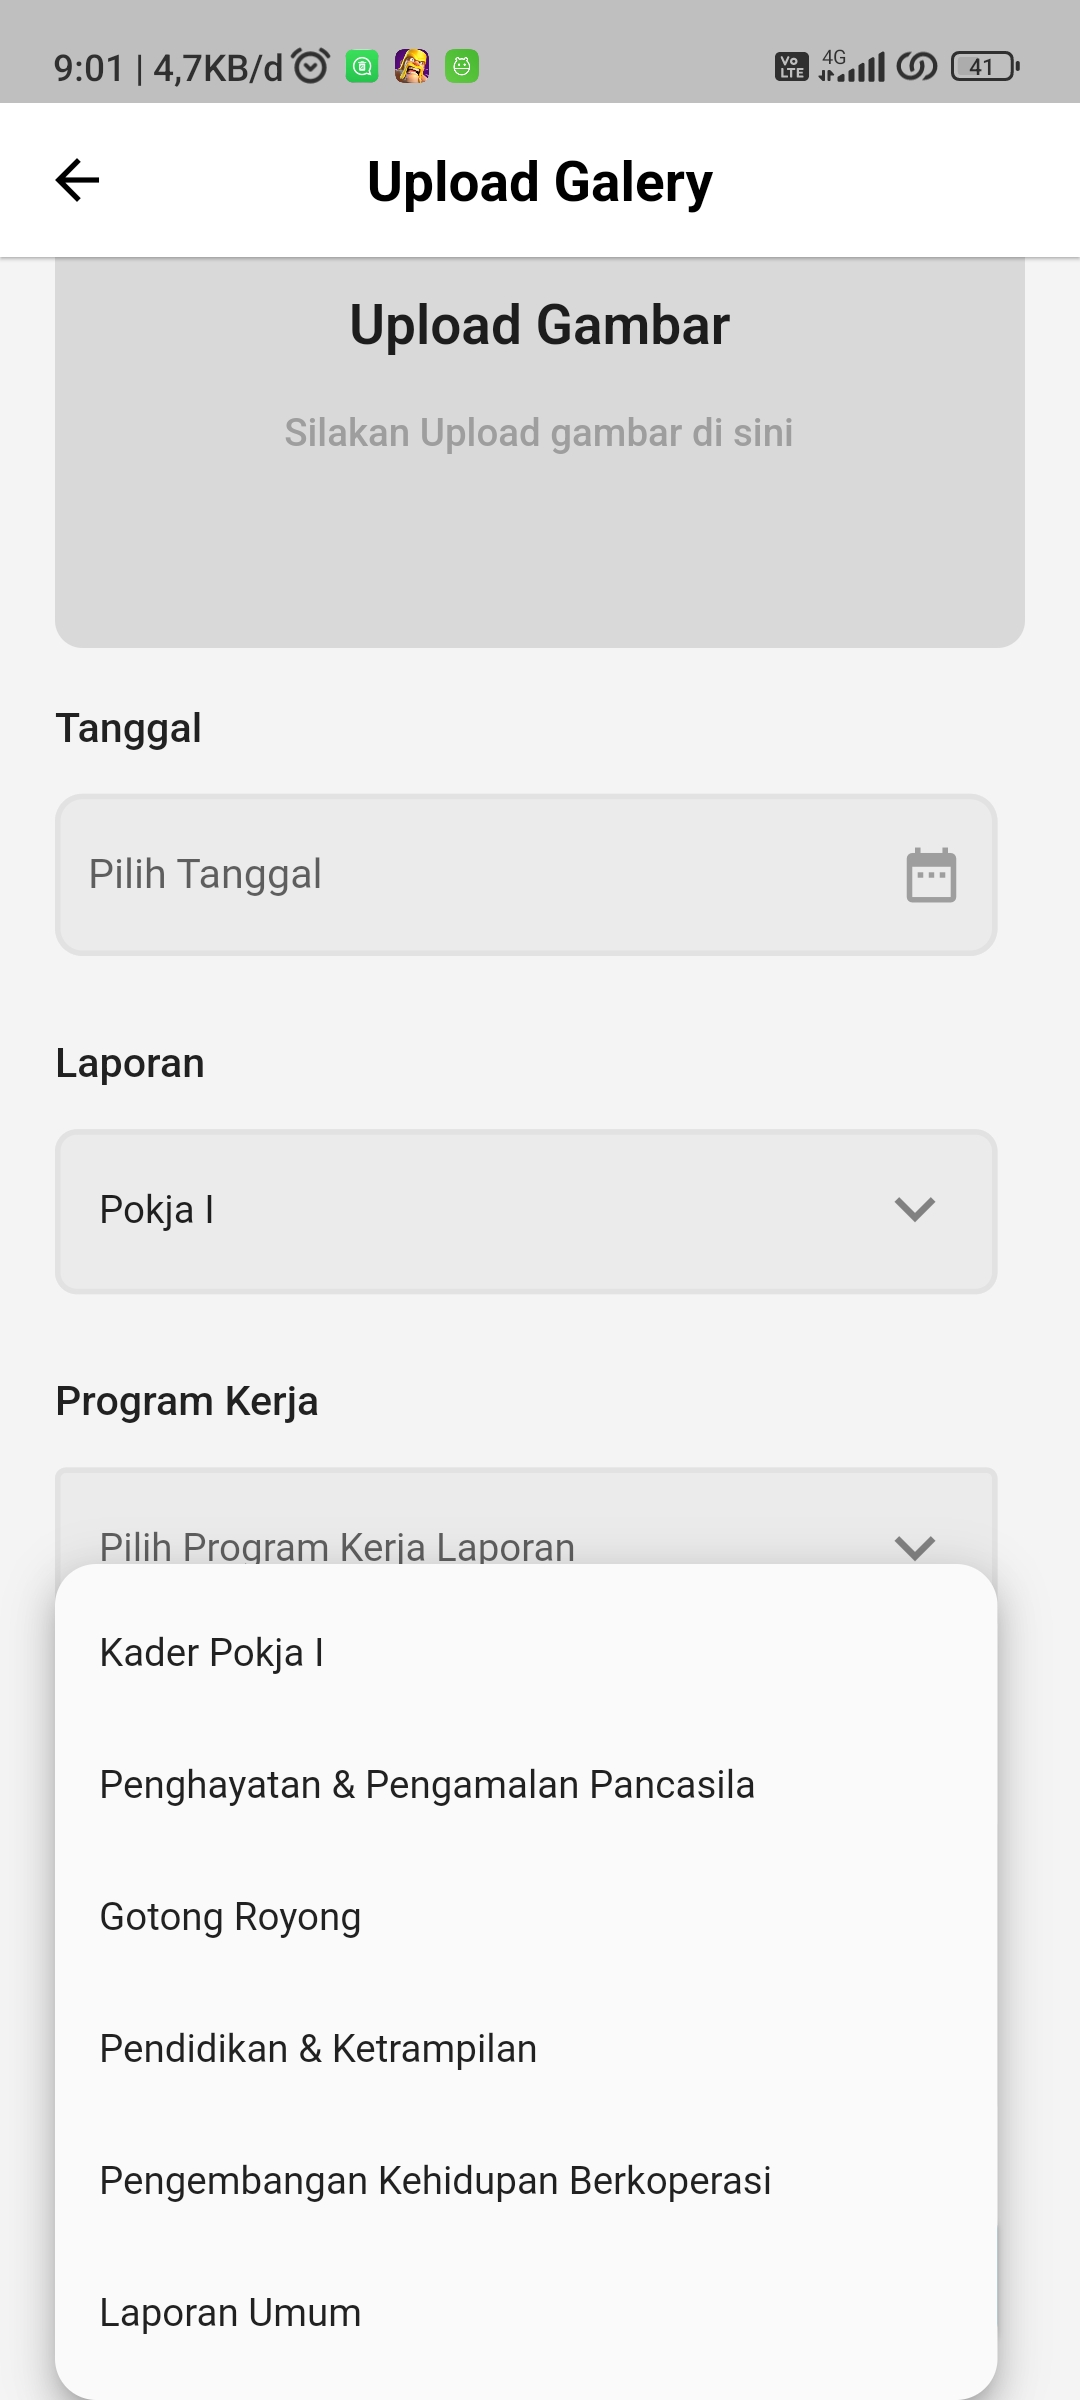 9:01 | 4,7KB/d
Vo LTE 4G 41
Upload Galery
Upload Gambar
Silakan Upload gambar di sini
Tanggal
Pilih Tanggal
Laporan
Pokja I
Program Kerja
Pilih Program Kerja Laporan
Kader Pokja I
Penghayatan & Pengamalan Pancasila
Gotong Royong
Pendidikan & Ketrampilan
Pengembangan Kehidupan Berkoperasi
Laporan Umum